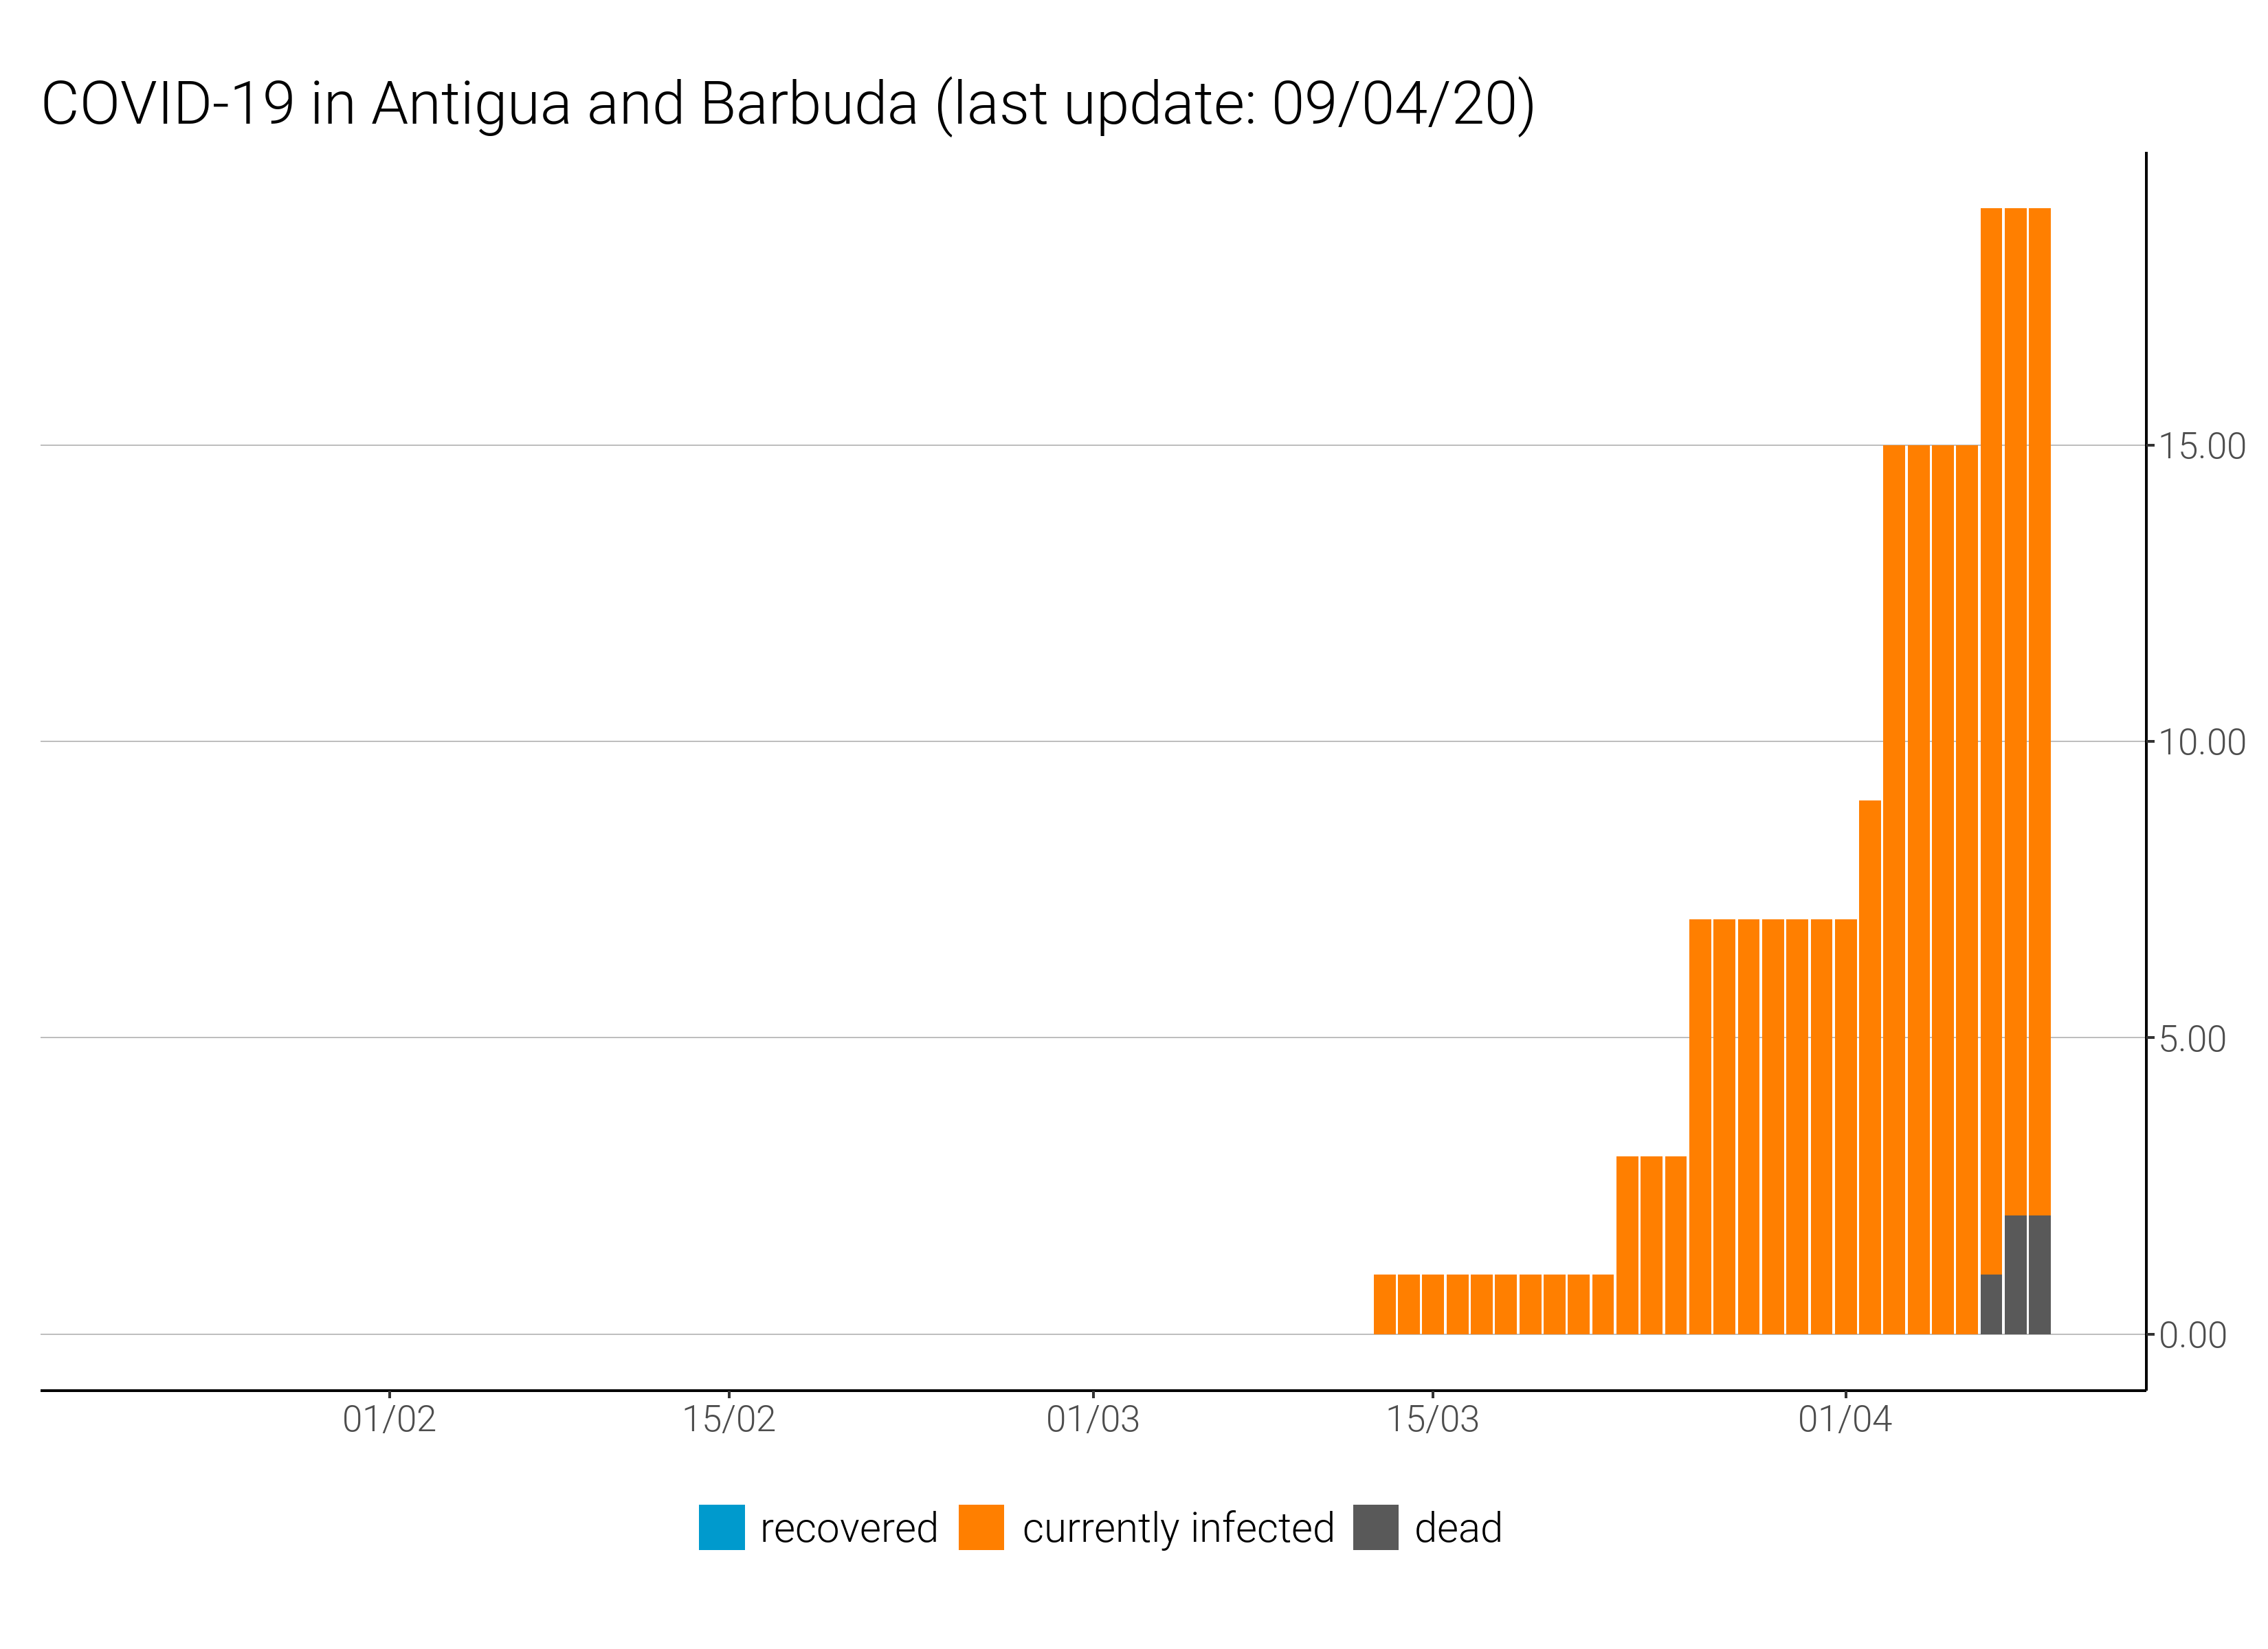 COVID-19 in Antigua and Barbuda (last update: 09/04/20)
15.00
10.00
5.00
0.00
01/02 15/02 01/03 15/03 01/04
recovered currently infected dead